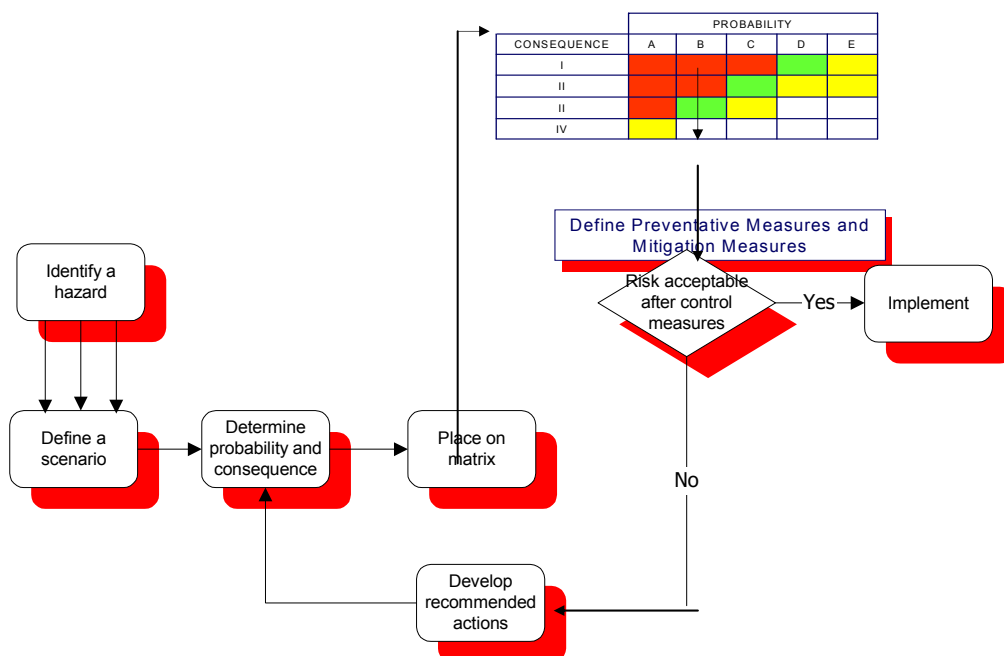 PROBABILITY
CONSEQUENCE A B C D E
I
II
II
IV
Define Preventative Measures and
Mitigation Measures
Identify a
hazard
Risk acceptable
after control
measures
Yes
Implement
Define a
scenario
Determine
probability and
consequence
Place on
matrix
No
Develop
recommended
actions